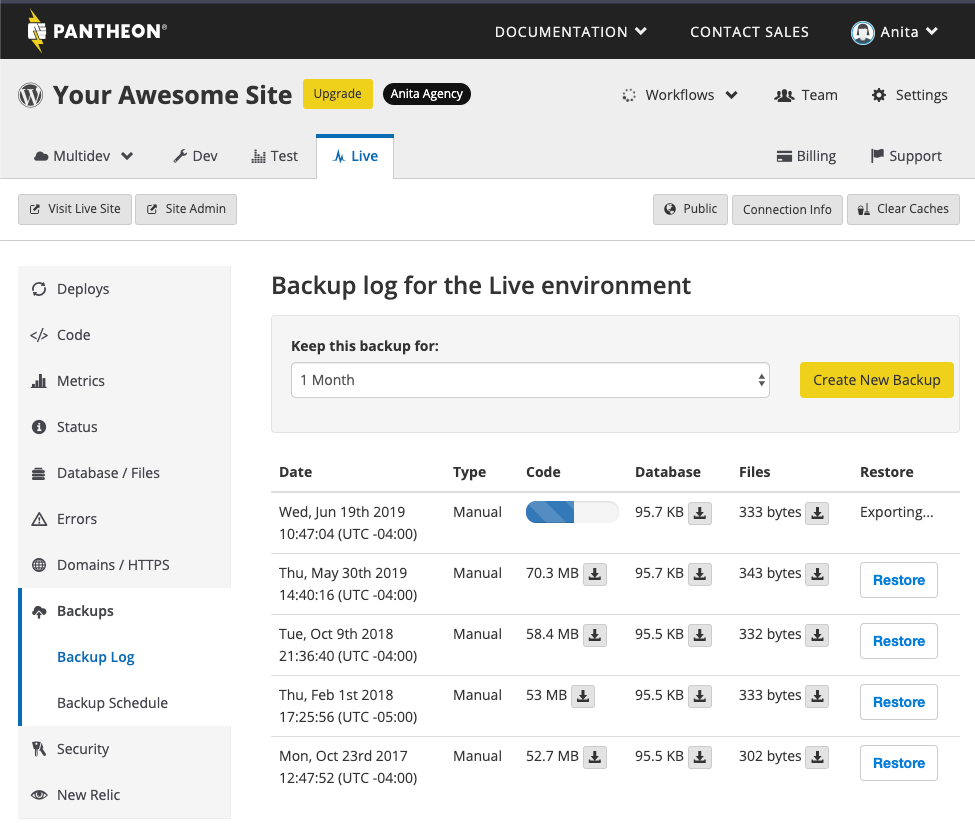 PANTHEON®
DOCUMENTATION
CONTACT SALES
Anita
Your Awesome Site
Upgrade
Anita Agency
Workflows
Team
Settings
Multidev
Dev
Test
Live
Billing
Support
Visit Live Site
Site Admin
Public
Connection Info
Clear Caches
Deploys
Code
Metrics
Status
Database / Files
Errors
Domains / HTTPS
Backups
Backup Log
Backup Schedule
Security
New Relic
Backup log for the Live environment
Keep this backup for:
1 Month
Create New Backup
Date Type Code Database Files Restore
Wed, Jun 19th 2019 Manual 95.7 KB 333 bytes Exporting...
10:47:04 (UTC -04:00)
Thu, May 30th 2019 Manual 70.3 MB 95.7 KB 343 bytes Restore
14:40:16 (UTC -04:00)
Tue, Oct 9th 2018 Manual 58.4 MB 95.5 KB 332 bytes Restore
21:36:40 (UTC -04:00)
Thu, Feb 1st 2018 Manual 53 MB 95.5 KB 333 bytes Restore
17:25:56 (UTC -05:00)
Mon, Oct 23rd 2017 Manual 52.7 MB 95.5 KB 302 bytes Restore
12:47:52 (UTC -04:00)